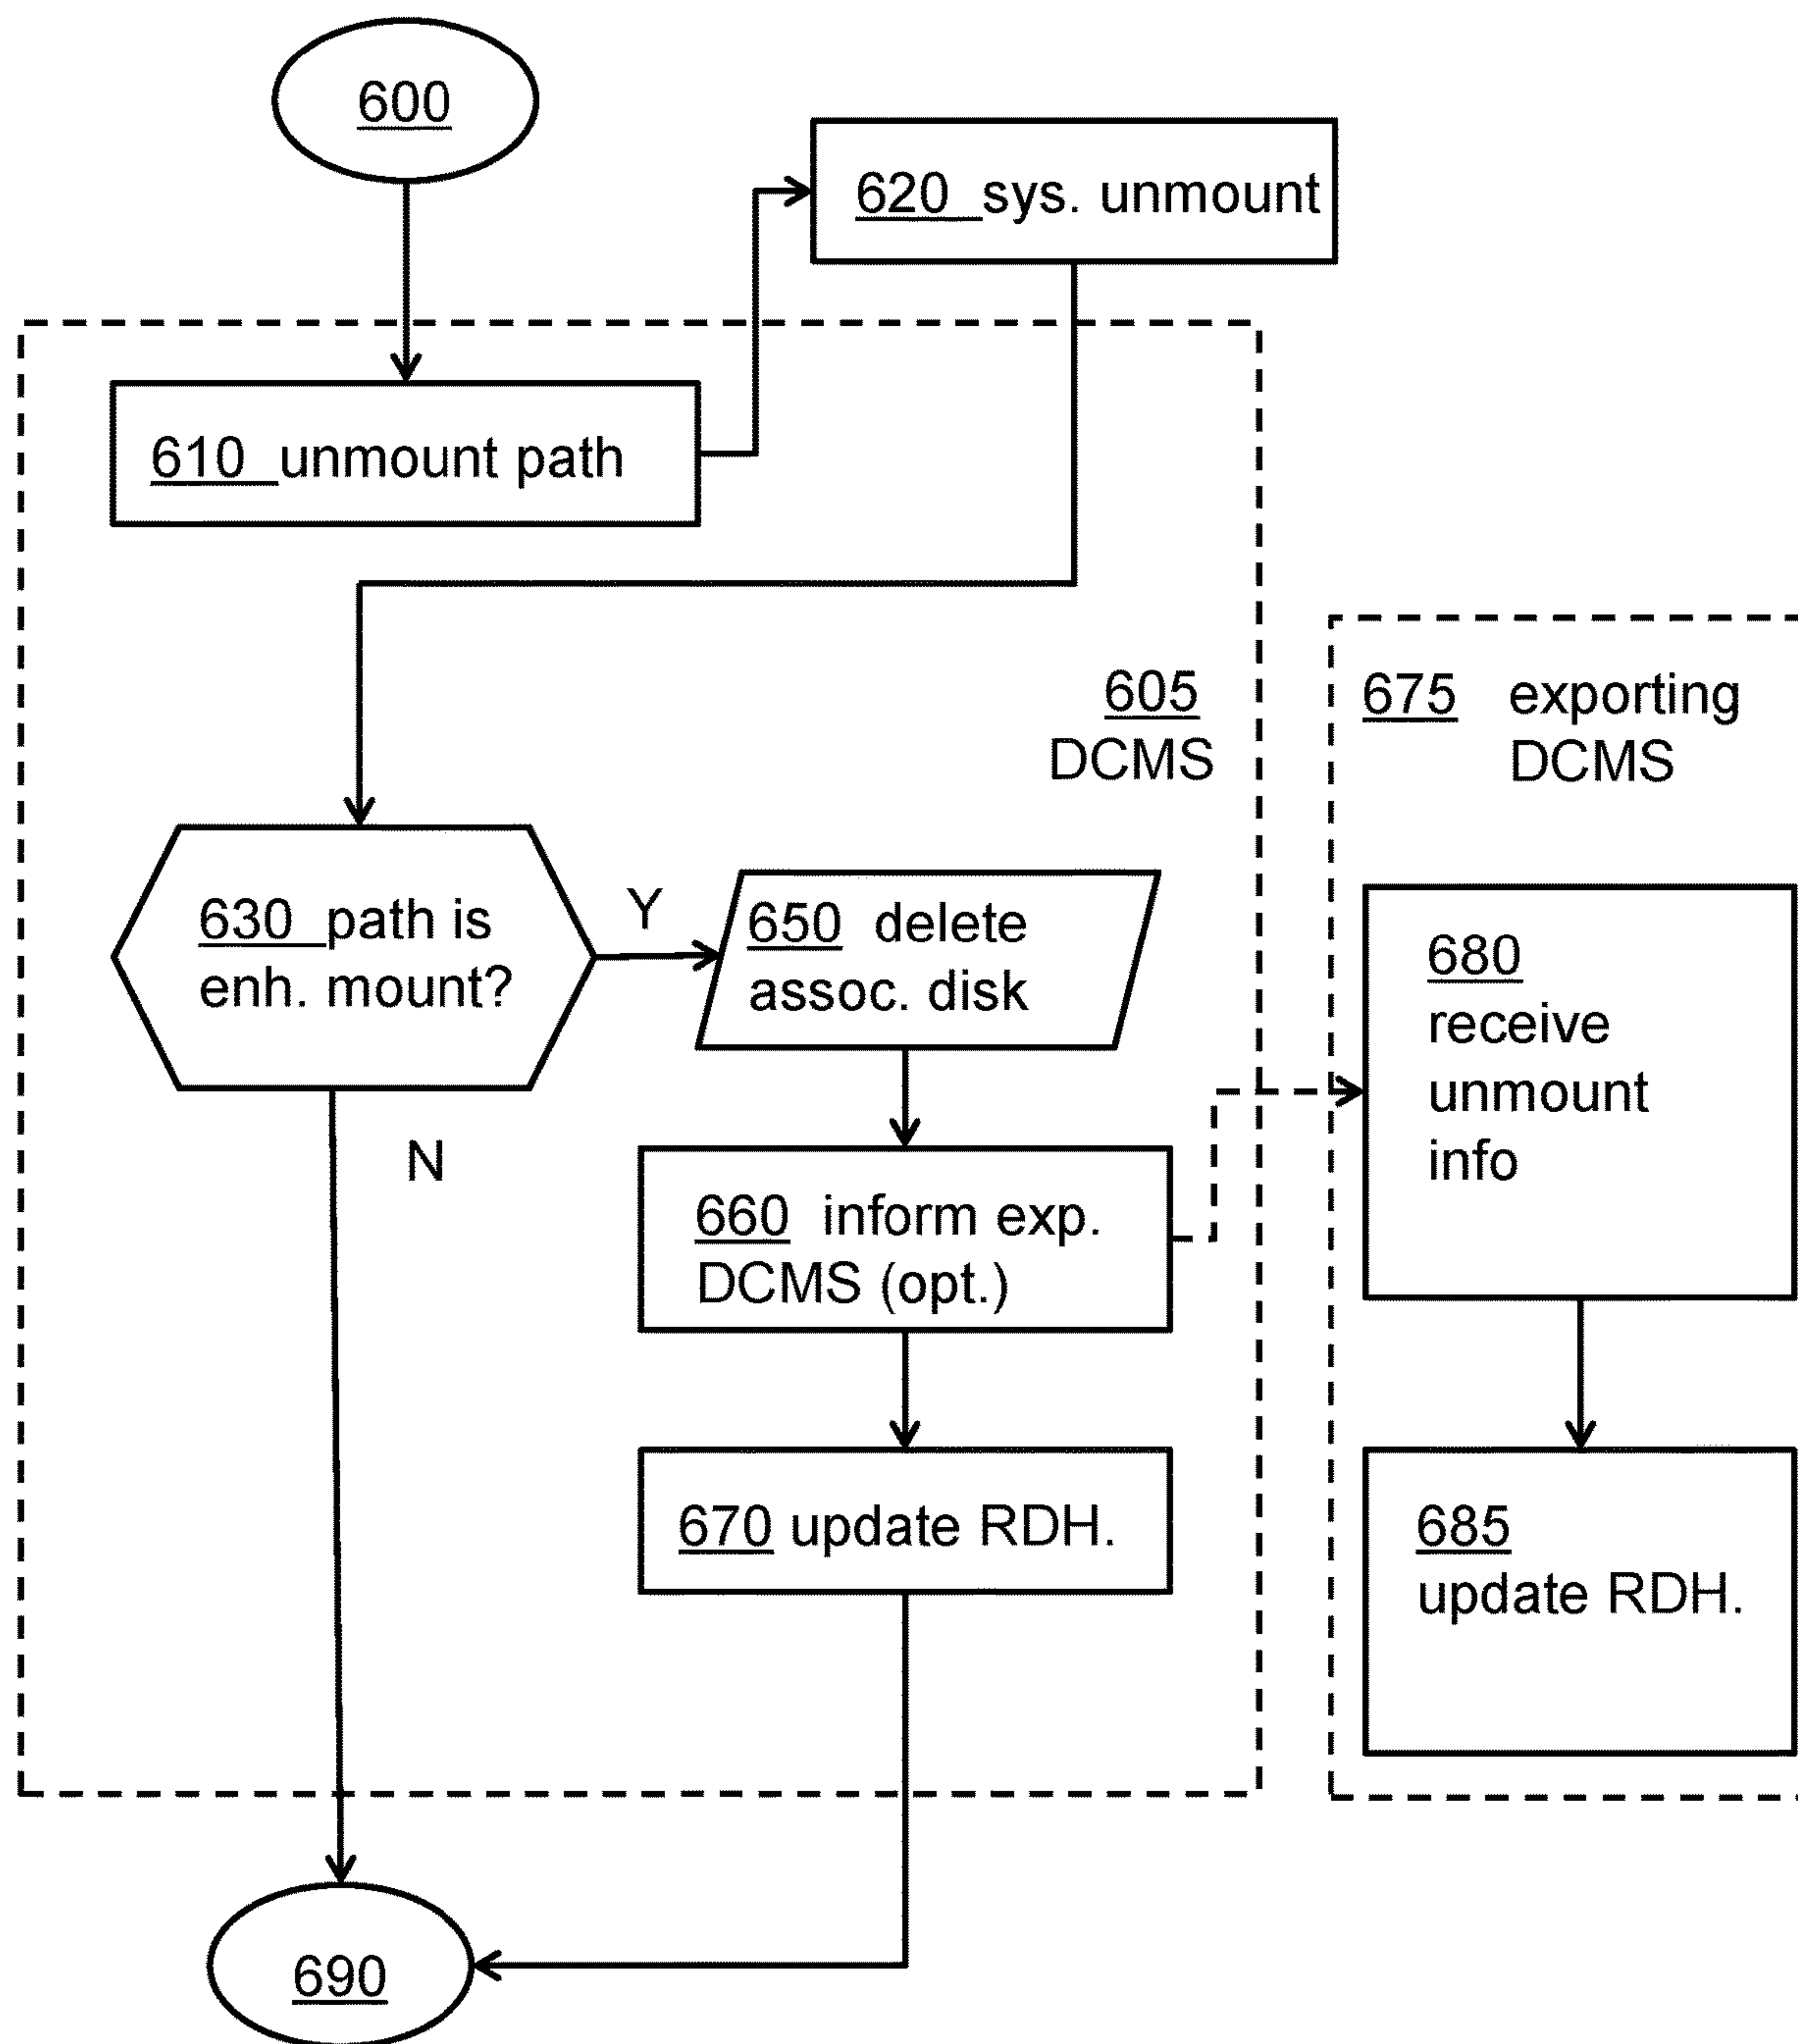 600
620 sys. unmount
610 unmount path
605
DCMS
675 exporting
DCMS
630 path is
enh. mount?
Y
N
650 delete
assoc. disk
660 inform exp.
DCMS (opt.)
670 update RDH.
680
receive
unmount
info
685
update RDH.
690